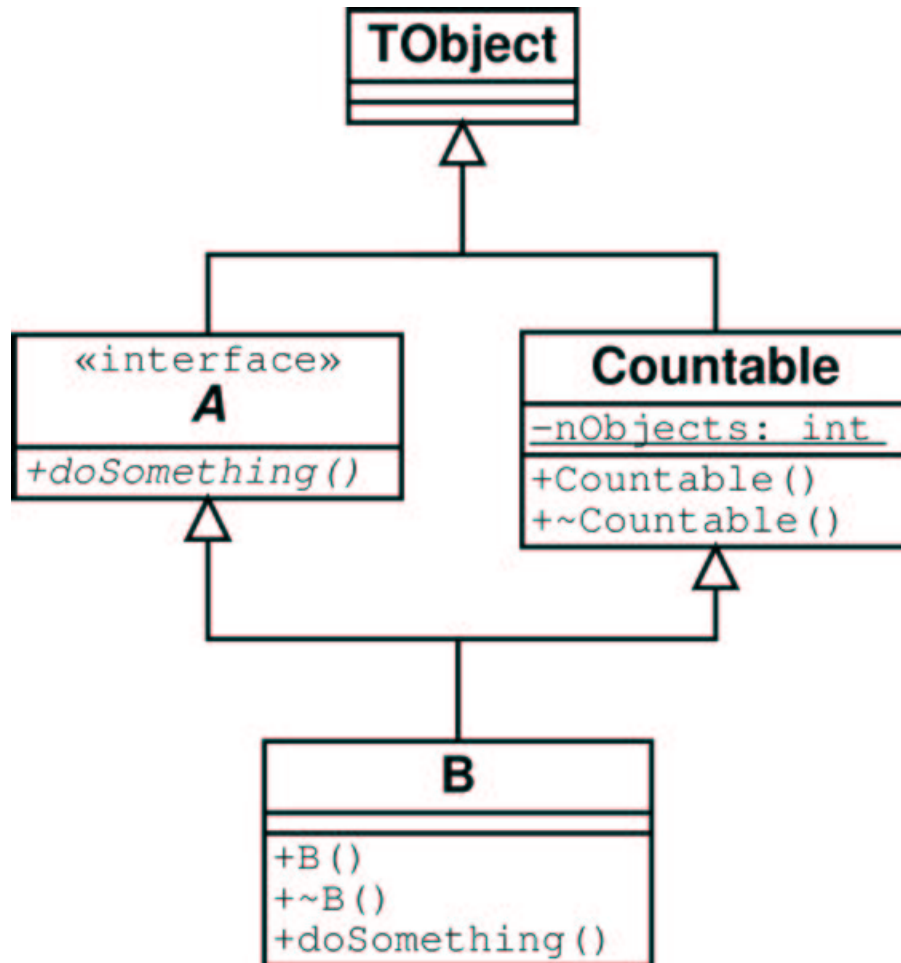 TObject
«interface»
A
+doSomething()
Countable
-nObjects: int
+Countable()
+~Countable()
B
+B()
+~B()
+doSomething()